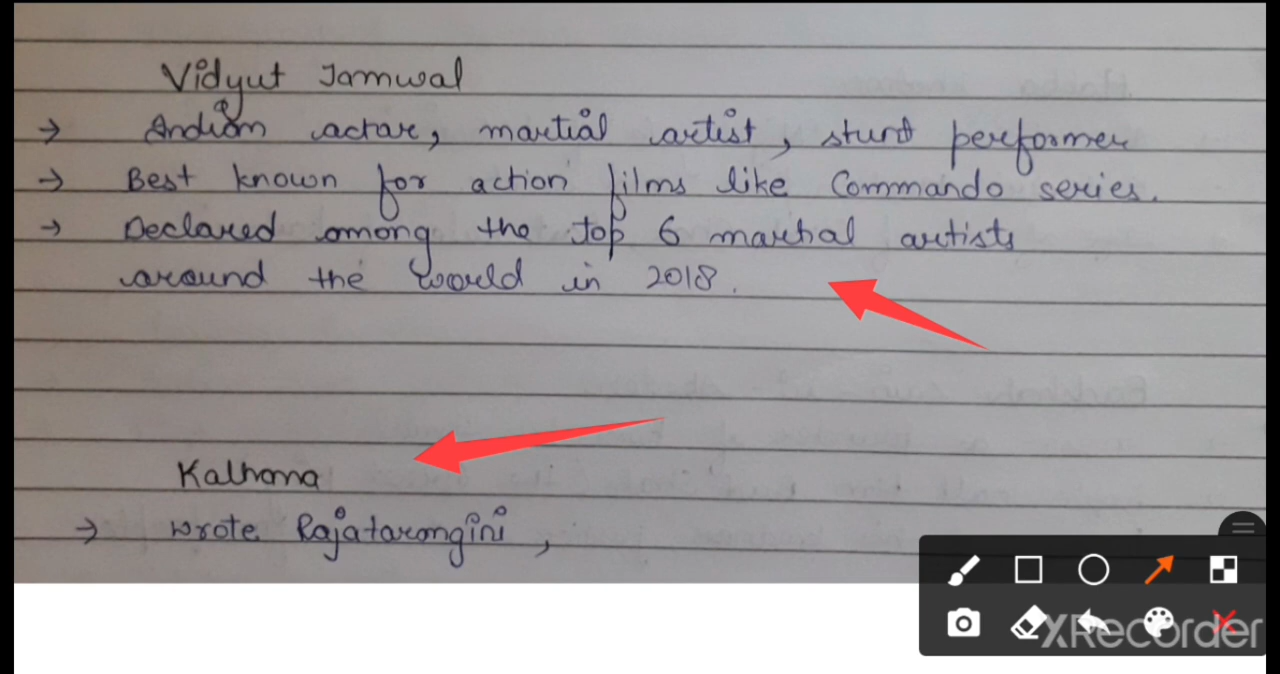 Vidyut Jamwal
→ Indian actor, martial artist, stunt performer
→ Best known for action films like Commando series.
→ Declared among the top 6 martial artists
around the world in 2018.
Kalhana
→ wrote Rajatarangini,
XRecorder